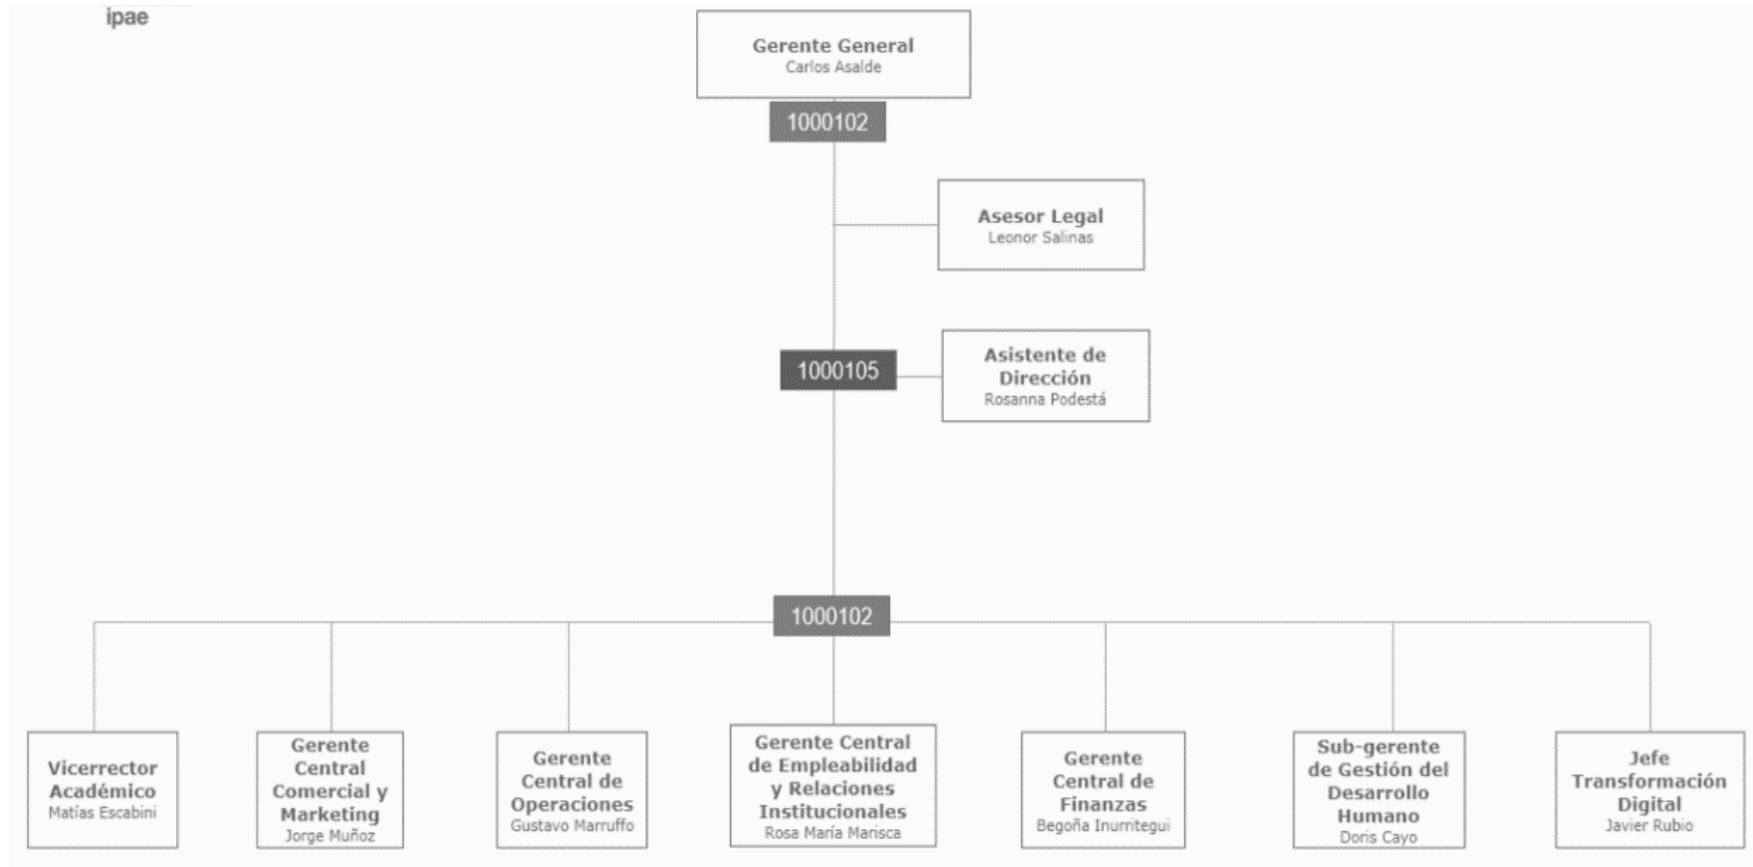 ipae
Gerente General
Carlos Asalde
1000102
Asesor Legal
Leonor Salinas
1000105
Asistente de
Dirección
Rosanna Podestá
1000102
Vicerrector
Académico
Matías Escabini
Gerente
Central
Comercial y
Marketing
Jorge Muñoz
Gerente
Central de
Operaciones
Gustavo Marruffo
Gerente Central
de Empleabilidad
y Relaciones
Institucionales
Rosa María Marisca
Gerente
Central de
Finanzas
Begoña Inurritegui
Sub-gerente
de Gestión del
Desarrollo
Humano
Doris Cayo
Jefe
Transformación
Digital
Javier Rubio